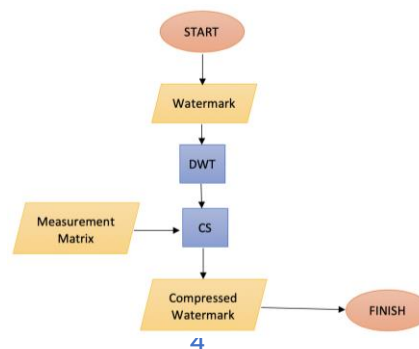 START
Watermark
DWT
Measurement
Matrix
CS
Compressed
Watermark
FINISH
4